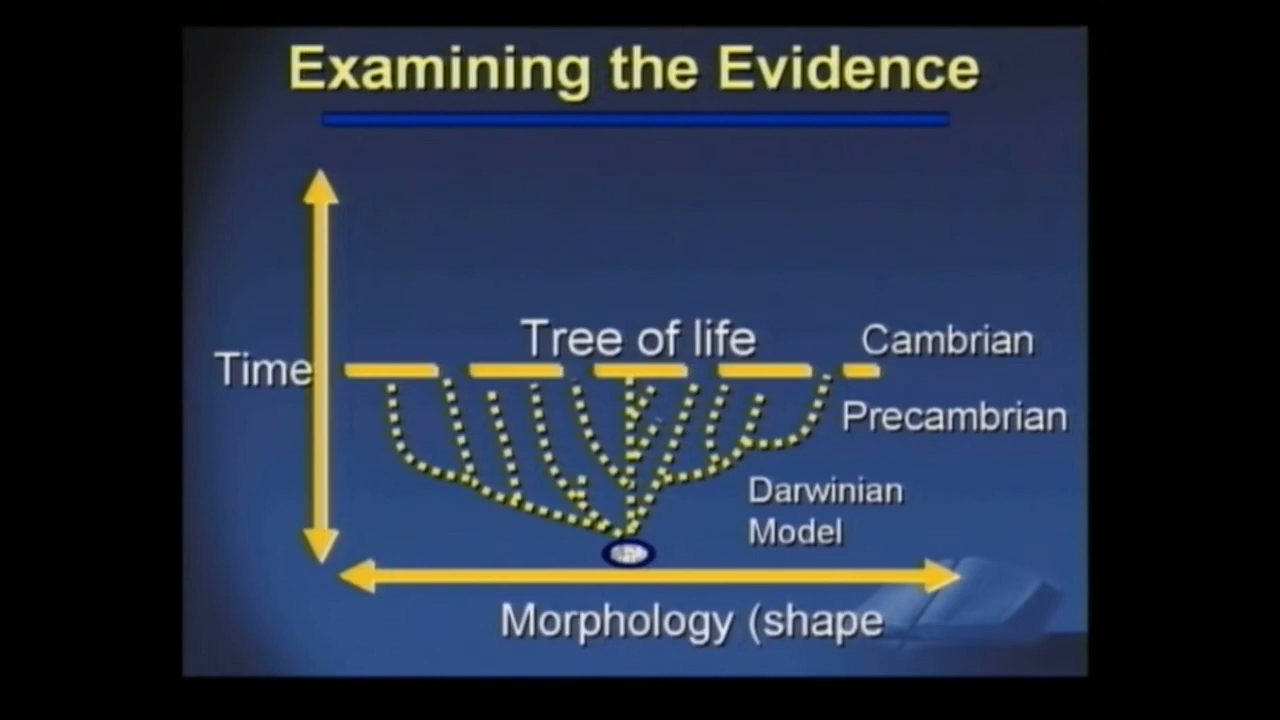 Examining the Evidence
Tree of life
Cambrian
Time
Precambrian
Darwinian
Model
Morphology (shape